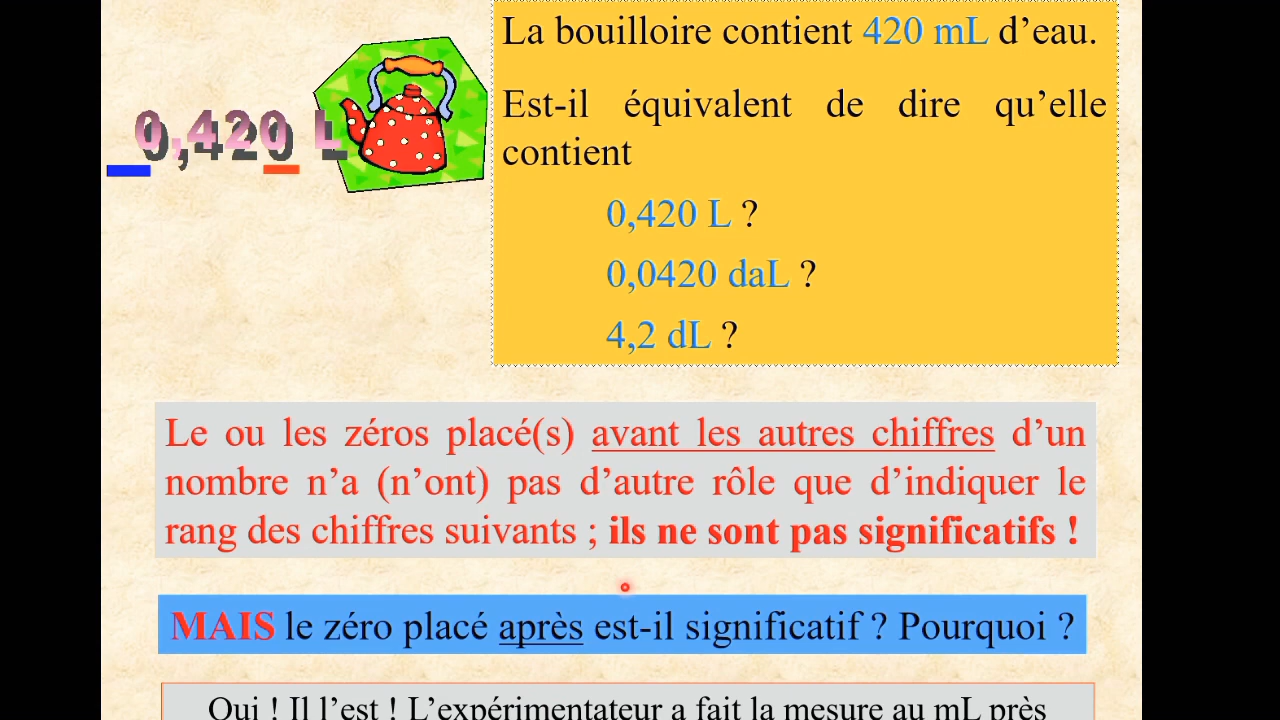 La bouilloire contient 420 mL d’eau.
0,420 L
Est-il équivalent de dire qu’elle
contient
0,420 L ?
0,0420 daL ?
4,2 dL ?
Le ou les zéros placé(s) avant les autres chiffres d’un
nombre n’a (n’ont) pas d’autre rôle que d’indiquer le
rang des chiffres suivants ; ils ne sont pas significatifs !
MAIS le zéro placé après est-il significatif ? Pourquoi ?
Oui ! Il l’est ! L’expérimentateur a fait la mesure au mL près